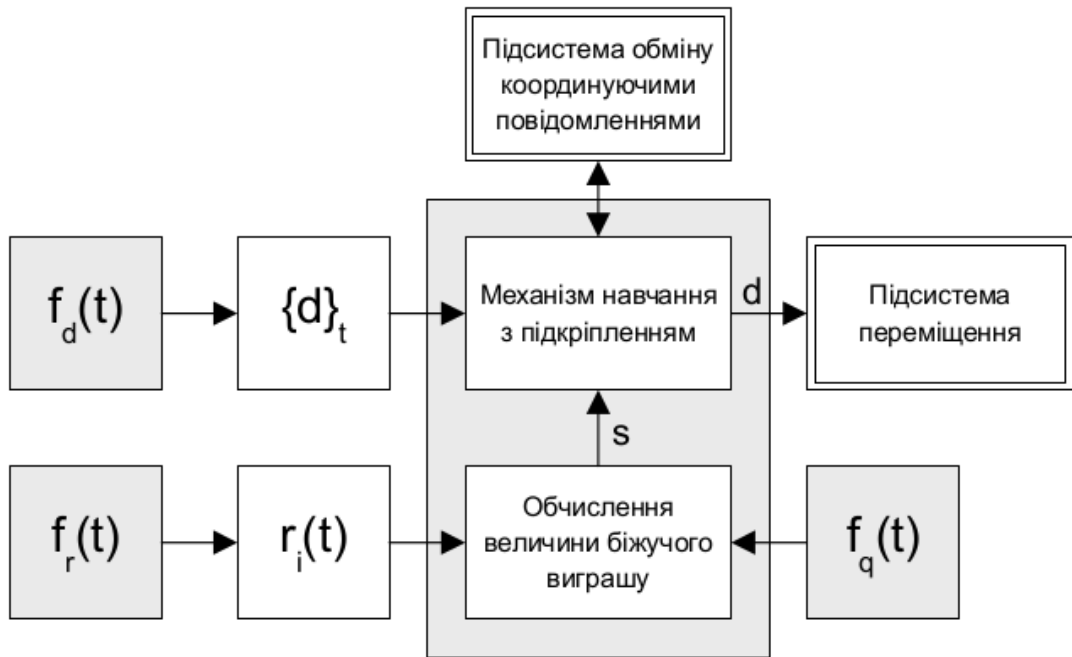 Підсистема обміну
координуючими
повідомленнями
f_d(t)
{d}_t
Механізм навчання
з підкріпленням
d
Підсистема
переміщення
s
f_r(t)
r_i(t)
Обчислення
величини біжучого
виграшу
f_q(t)